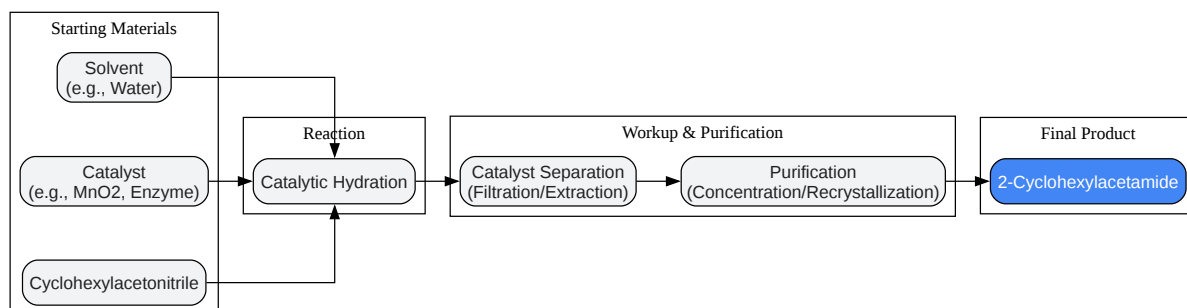 Starting Materials
Solvent
(e.g., Water)
Catalyst
(e.g., MnO2, Enzyme)
Cyclohexylacetonitrile
Reaction
Catalytic Hydration
Workup & Purification
Catalyst Separation
(Filtration/Extraction)
Purification
(Concentration/Recrystallization)
Final Product
2-Cyclohexylacetamide